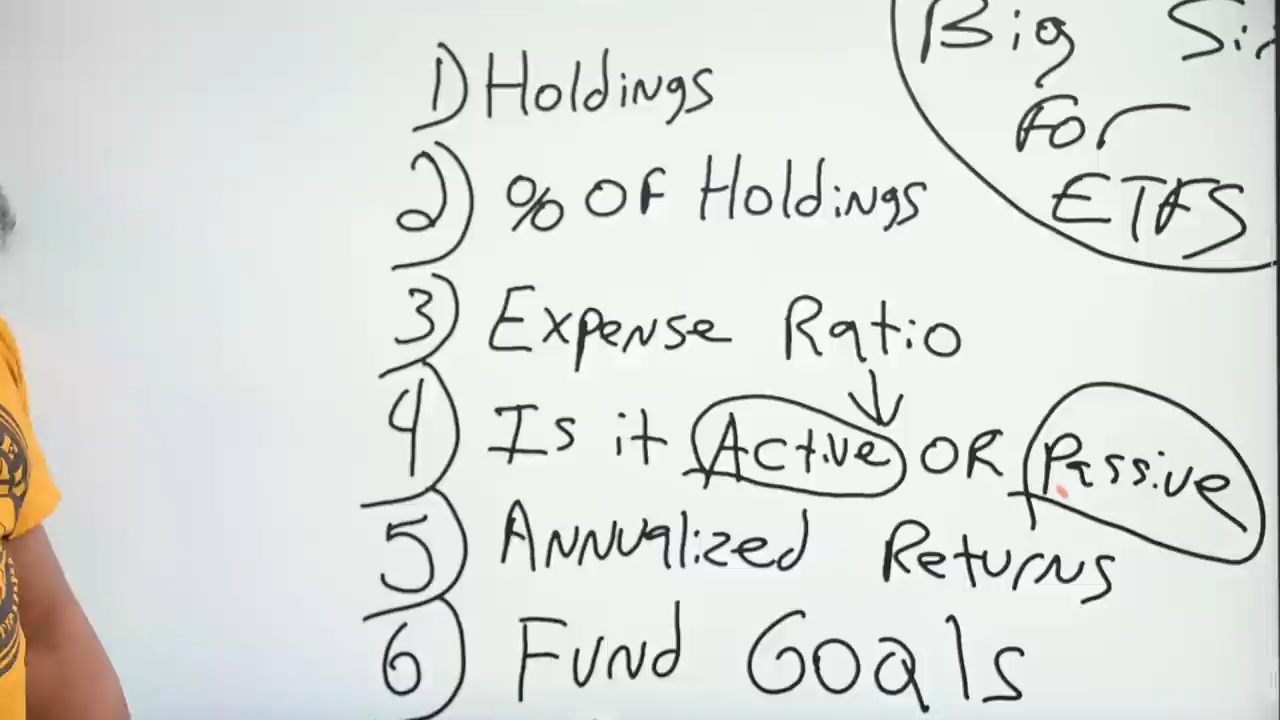 Big Si
For
ETFS
1) Holdings
2) % OF Holdings
3) Expense Ratio
4) Is it Active OR Passive
5) Annualized Returns
6) Fund Goals